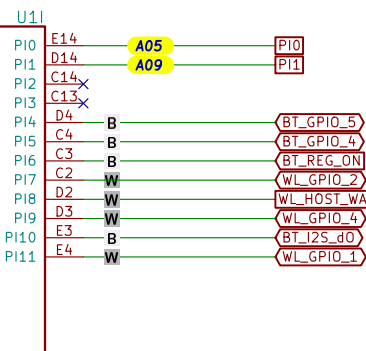 U1I
PI0 E14 A05 PI0
PI1 D14 A09 PI1
PI2 C14
PI3 C13
PI4 D4 B BT_GPIO_5
PI5 C4 B BT_GPIO_4
PI6 C3 B BT_REG_ON
PI7 C2 W WL_GPIO_2
PI8 D2 W WL_HOST_WA
PI9 D3 W WL_GPIO_4
PI10 E3 B BT_I2S_dO
PI11 E4 W WL_GPIO_1